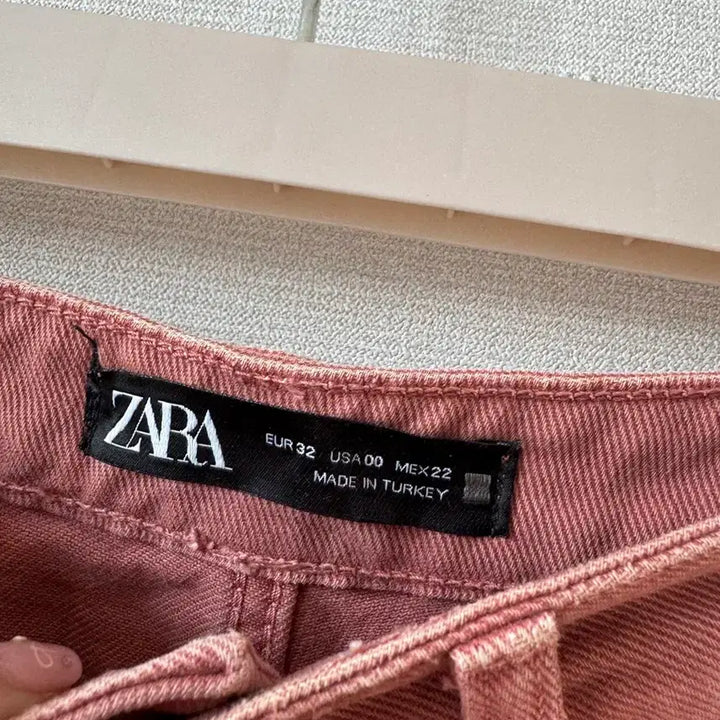 ZARA
EUR 32 USA 00 MEX 22
MADE IN TURKEY